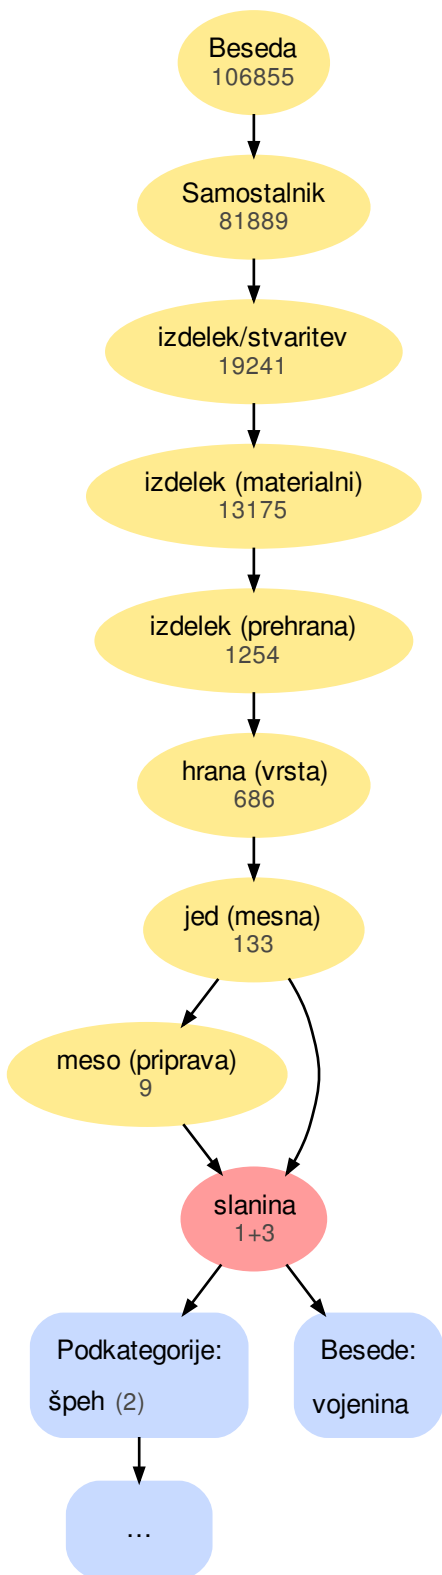 Beseda
106855
Samostalnik
81889
izdelek/stvaritev
19241
izdelek (materialni)
13175
izdelek (prehrana)
1254
hrana (vrsta)
686
jed (mesna)
133
meso (priprava)
9
slanina
1+3
Podkategorije:
špeh (2)
Besede:
vojenina
...